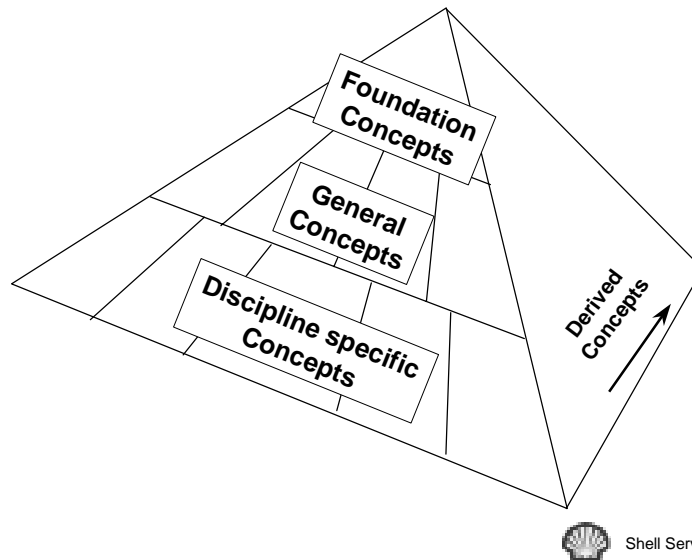 Foundation
Concepts
General
Concepts
Discipline specific
Concepts
Derived
Concepts
Shell Serv